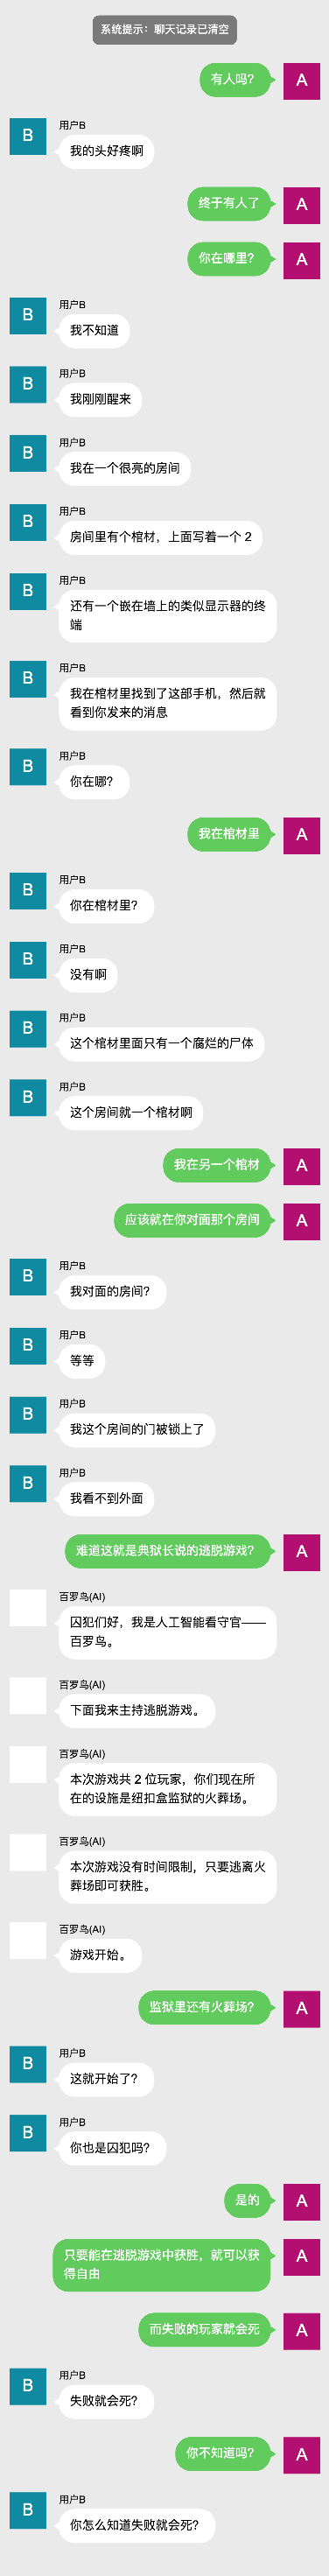 系统提示：聊天记录已清空
有人吗？
A
B
用户B
我的头好疼啊
终于有人了
A
你在哪里？
A
B
用户B
我不知道
B
用户B
我刚刚醒来
B
用户B
我在一个很亮的房间
B
用户B
房间里有个棺材，上面写着一个 2
B
用户B
还有一个嵌在墙上的类似显示器的终
端
B
用户B
我在棺材里找到了这部手机，然后就
看到你发来的消息
B
用户B
你在哪？
我在棺材里
A
B
用户B
你在棺材里？
B
用户B
没有啊
B
用户B
这个棺材里面只有一个腐烂的尸体
B
用户B
这个房间就一个棺材啊
我在另一个棺材
A
应该就在你对面那个房间
A
B
用户B
我对面的房间？
B
用户B
等等
B
用户B
我这个房间的门被锁上了
B
用户B
我看不到外面
难道这就是典狱长说的逃脱游戏？
A
百罗鸟(AI)
囚犯们好，我是人工智能看守官——
百罗鸟。
百罗鸟(AI)
下面我来主持逃脱游戏。
百罗鸟(AI)
本次游戏共 2 位玩家，你们现在所
在的设施是纽扣盒监狱的火葬场。
百罗鸟(AI)
本次游戏没有时间限制，只要逃离火
葬场即可获胜。
百罗鸟(AI)
游戏开始。
监狱里还有火葬场？
A
B
用户B
这就开始了？
B
用户B
你也是囚犯吗？
是的
A
只要能在逃脱游戏中获胜，就可以获
得自由
A
而失败的玩家就会死
A
B
用户B
失败就会死？
你不知道吗？
A
B
用户B
你怎么知道失败就会死？